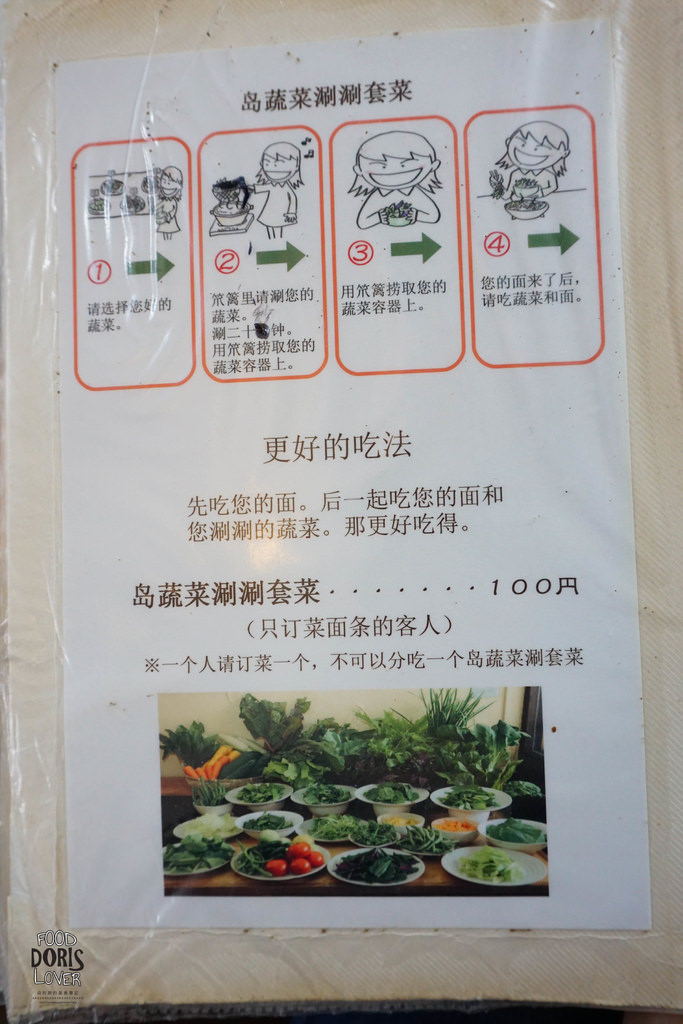 岛蔬菜涮涮套菜
①
请选择您好的
蔬菜。
②
笊篱里请涮您的
蔬菜。
涮二十钟。
用笊篱捞取您的
蔬菜容器上。
③
用笊篱捞取您的
蔬菜容器上。
④
您的面来了后，
请吃蔬菜和面。
更好的吃法
先吃您的面。后一起吃您的面和
您涮涮的蔬菜。那更好吃得。
岛蔬菜涮涮套菜・・・・・・・・１００円
（只订菜面条的客人）
※一个人请订菜一个，不可以分吃一个岛蔬菜涮套菜
FOOD
DORIS
LOVER